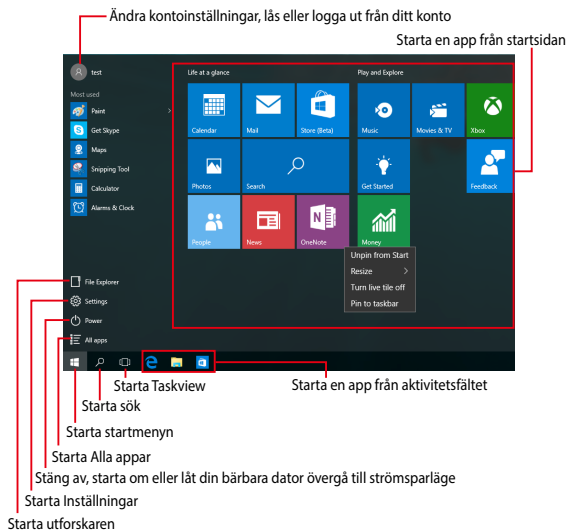 Ändra kontoinställningar, lås eller logga ut från ditt konto
Starta en app från startsidan
test
Life at a glance
Play and Explore
Most used
Paint
Get Skype
Maps
Snipping Tool
Calculator
Alarms & Clock
Calendar
Mail
Store (Beta)
Music
Movies & TV
Xbox
Photos
Search
Get Started
Feedback
People
News
OneNote
Money
Unpin from Start
Resize
Turn live tile off
Pin to taskbar
File Explorer
Settings
Power
All apps
Starta Taskview
Starta en app från aktivitetsfältet
Starta sök
Starta startmenyn
Starta Alla appar
Stäng av, starta om eller låt din bärbara dator övergå till strömsparläge
Starta Inställningar
Starta utforskaren